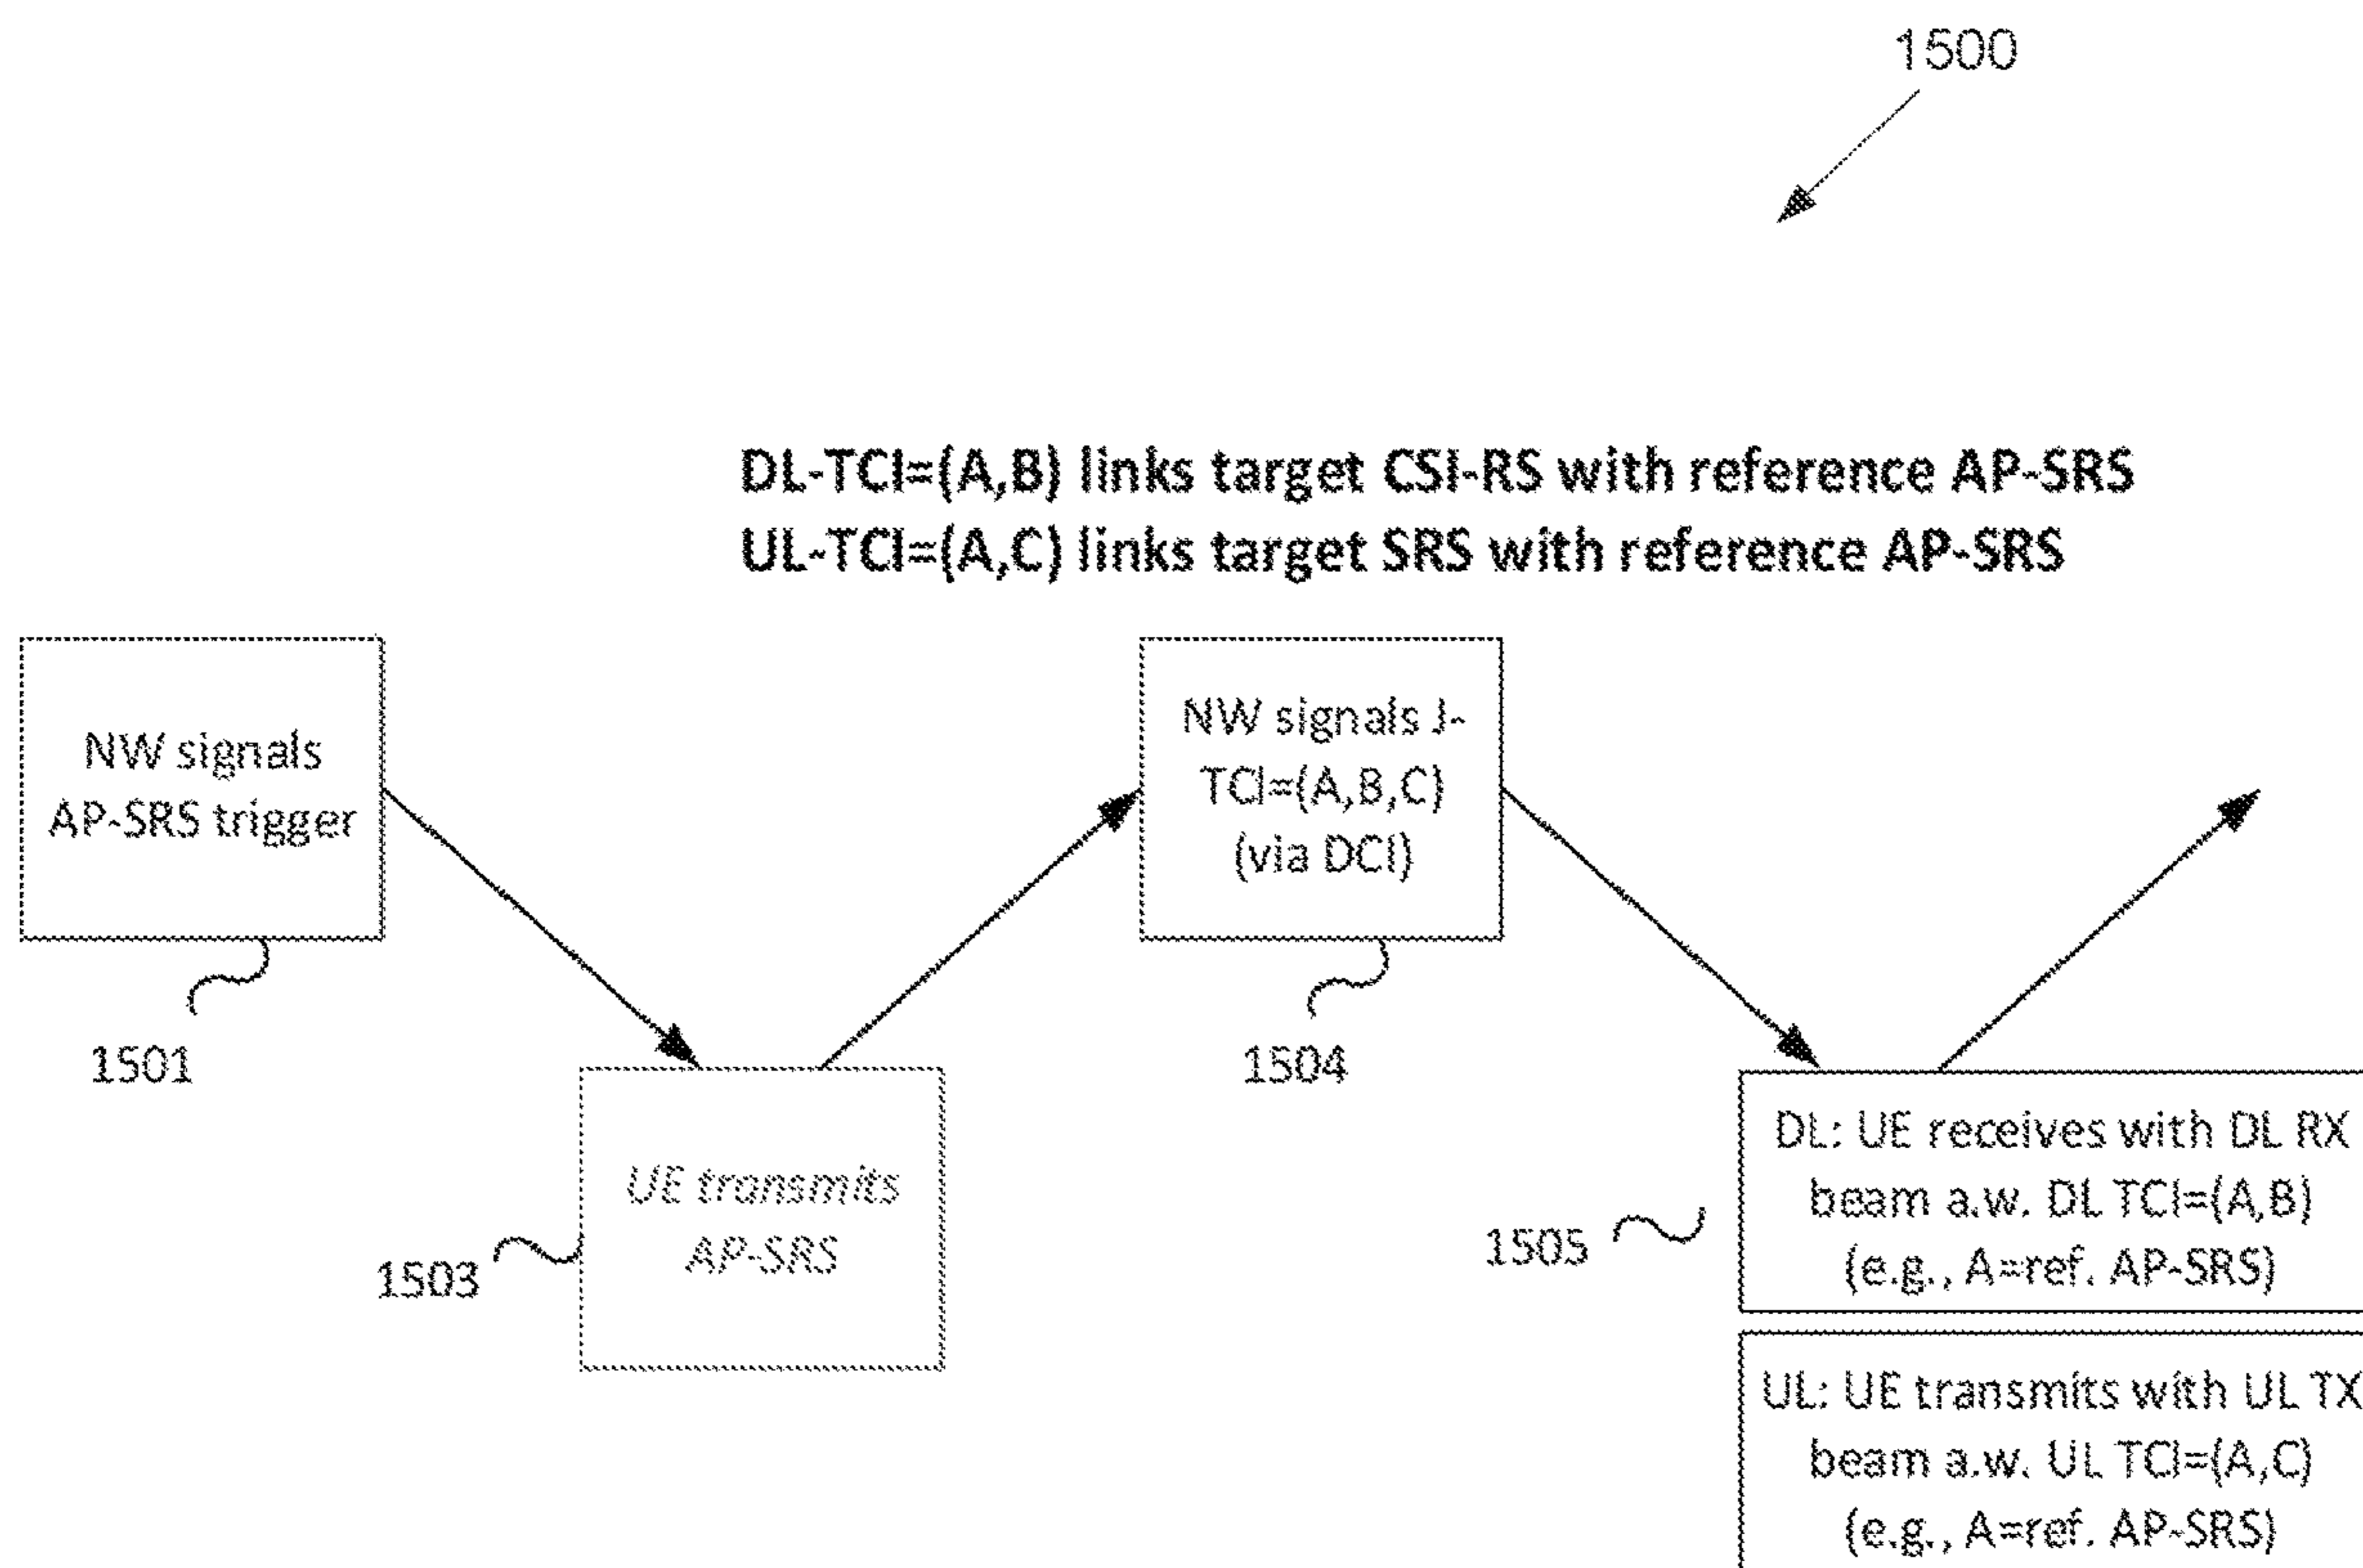 1500
DL-TCI=(A,B) links target CSI-RS with reference AP-SRS
UL-TCI=(A,C) links target SRS with reference AP-SRS
NW signals
AP-SRS trigger
1501
UE transmits
AP-SRS
1503
NW signals J-
TCI=(A,B,C)
(via DCI)
1504
DL: UE receives with DL RX
beam a.w. DL TCI=(A,B)
(e.g., A=ref. AP-SRS)
1505
UL: UE transmits with UL TX
beam a.w. UL TCI=(A,C)
(e.g., A=ref. AP-SRS)